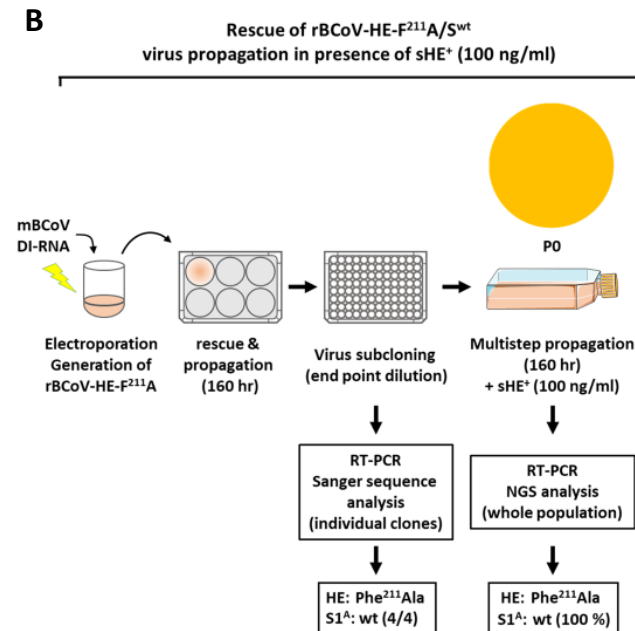 B
Rescue of rBCoV-HE-F²¹¹A/Sʷᵗ
virus propagation in presence of sHE⁺ (100 ng/ml)
mBCoV
DI-RNA
P0
Electroporation
Generation of
rBCoV-HE-F²¹¹A
rescue &
propagation
(160 hr)
Virus subcloning
(end point dilution)
Multistep propagation
(160 hr)
+ sHE⁺ (100 ng/ml)
RT-PCR
Sanger sequence
analysis
(individual clones)
RT-PCR
NGS analysis
(whole population)
HE: Phe²¹¹Ala
S1ᴬ: wt (4/4)
HE: Phe²¹¹Ala
S1ᴬ: wt (100 %)